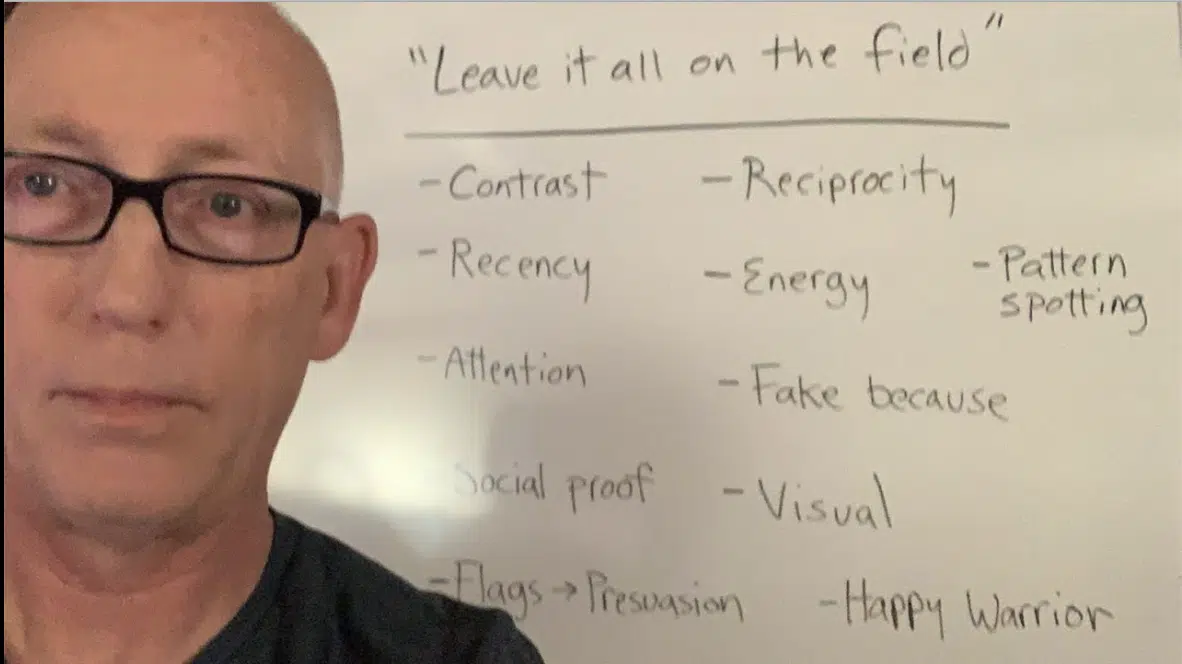 "Leave it all on the field"
- Contrast
- Recency
- Attention
Social proof
- Flags → Presuasion
- Reciprocity
- Energy
- Fake because
- Visual
- Happy Warrior
- Pattern
spotting